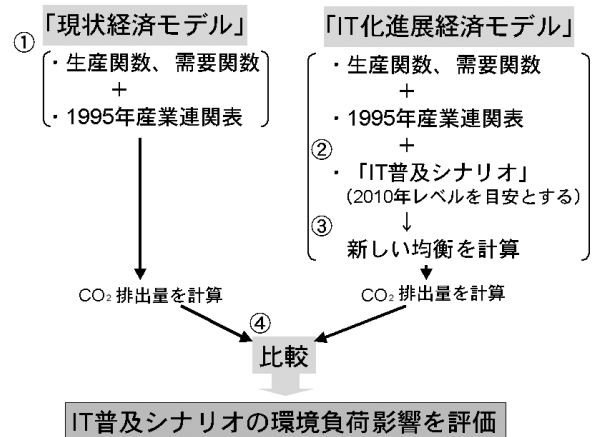 「現状経済モデル」
①
・生産関数、需要関数
+
・1995年産業連関表
CO₂ 排出量を計算
「IT化進展経済モデル」
・生産関数、需要関数
+
・1995年産業連関表
+
②
・「IT普及シナリオ」
(2010年レベルを目安とする)
↓
③
新しい均衡を計算
CO₂ 排出量を計算
④
比較
IT普及シナリオの環境負荷影響を評価